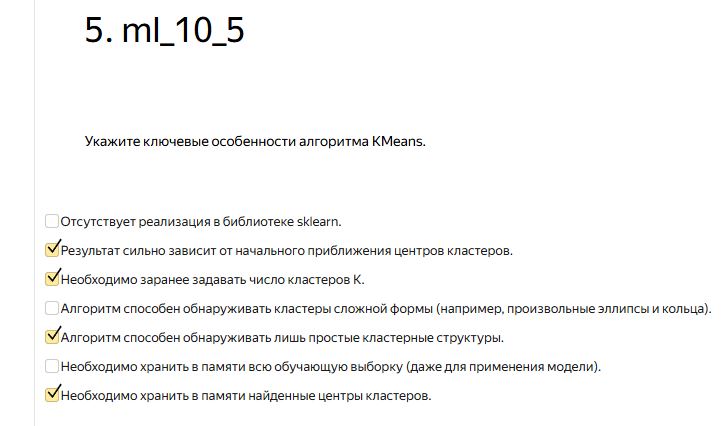 5. ml_10_5
Укажите ключевые особенности алгоритма KMeans.
Отсутствует реализация в библиотеке sklearn.
Результат сильно зависит от начального приближения центров кластеров.
Необходимо заранее задавать число кластеров K.
Алгоритм способен обнаруживать кластеры сложной формы (например, произвольные эллипсы и кольца).
Алгоритм способен обнаруживать лишь простые кластерные структуры.
Необходимо хранить в памяти всю обучающую выборку (даже для применения модели).
Необходимо хранить в памяти найденные центры кластеров.